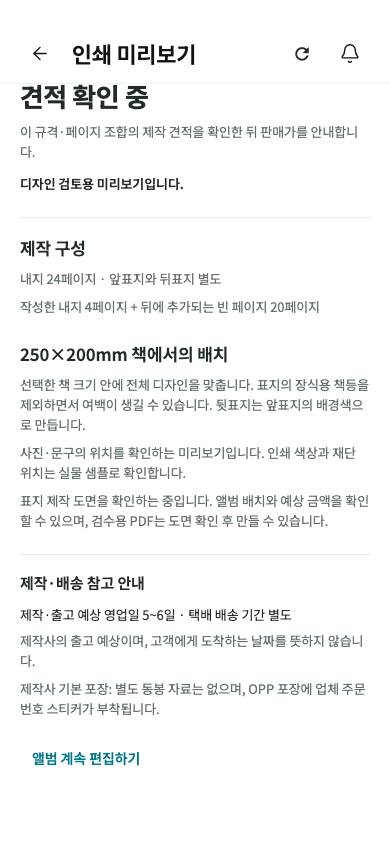 인쇄 미리보기
견적 확인 중
이 규격·페이지 조합의 제작 견적을 확인한 뒤 판매가를 안내합니
다.
디자인 검토용 미리보기입니다.
제작 구성
내지 24페이지 · 앞표지와 뒤표지 별도
작성한 내지 4페이지 + 뒤에 추가되는 빈 페이지 20페이지
250×200mm 책에서의 배치
선택한 책 크기 안에 전체 디자인을 맞춥니다. 표지의 장식용 책등을
제외하면서 여백이 생길 수 있습니다. 뒷표지는 앞표지의 배경색으
로 만듭니다.
사진·문구의 위치를 확인하는 미리보기입니다. 인쇄 색상과 재단
위치는 실물 샘플로 확인합니다.
표지 제작 도면을 확인하는 중입니다. 앨범 배치와 예상 금액을 확인
할 수 있으며, 검수용 PDF는 도면 확인 후 만들 수 있습니다.
제작·배송 참고 안내
제작·출고 예상 영업일 5~6일 · 택배 배송 기간 별도
제작사의 출고 예상이며, 고객에게 도착하는 날짜를 뜻하지 않습니
다.
제작사 기본 포장: 별도 동봉 자료는 없으며, OPP 포장에 업체 주문
번호 스티커가 부착됩니다.
앨범 계속 편집하기